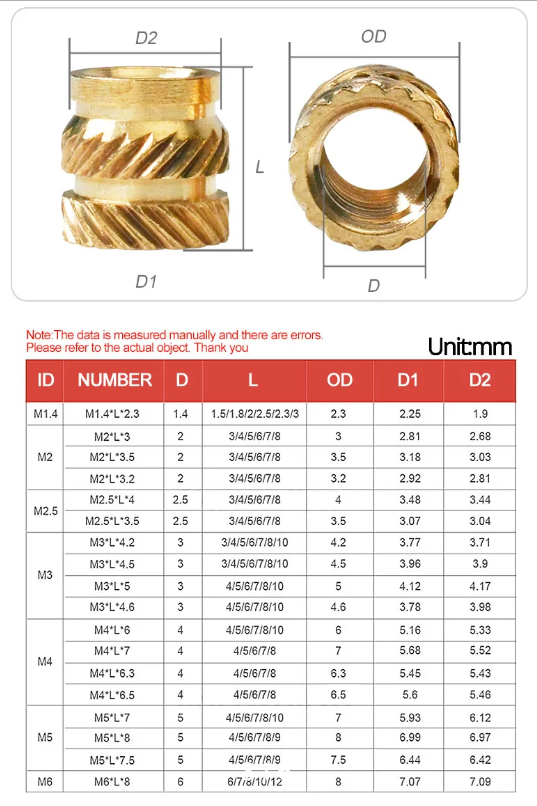 D2
OD
L
D1
D
Note:The data is measured manually and there are errors.
Please refer to the actual object. Thank you
Unit:mm
ID NUMBER D L OD D1 D2
M1.4 M1.4*L*2.3 1.4 1.5/1.8/2/2.5/2.3/3 2.3 2.25 1.9
M2*L*3 2 3/4/5/6/7/8 3 2.81 2.68
M2 M2*L*3.5 2 3/4/5/6/7/8 3.5 3.18 3.03
M2*L*3.2 2 3/4/5/6/7/8 3.2 2.92 2.81
M2.5 M2.5*L*4 2.5 3/4/5/6/7/8 4 3.48 3.44
M2.5*L*3.5 2.5 3/4/5/6/7/8 3.5 3.07 3.04
M3*L*4.2 3 3/4/5/6/7/8/10 4.2 3.77 3.71
M3 M3*L*4.5 3 3/4/5/6/7/8/10 4.5 3.96 3.9
M3*L*5 3 4/5/6/7/8/10 5 4.12 4.17
M3*L*4.6 3 4/5/6/7/8/10 4.6 3.78 3.98
M4*L*6 4 4/5/6/7/8/10 6 5.16 5.33
M4 M4*L*7 4 4/5/6/7/8 7 5.68 5.52
M4*L*6.3 4 4/5/6/7/8 6.3 5.45 5.43
M4*L*6.5 4 4/5/6/7/8 6.5 5.6 5.46
M5*L*7 5 4/5/6/7/8/10 7 5.93 6.12
M5 M5*L*8 5 4/5/6/7/8/9 8 6.99 6.97
M5*L*7.5 5 4/5/6/7/8/9 7.5 6.44 6.42
M6 M6*L*8 6 6/7/8/10/12 8 7.07 7.09